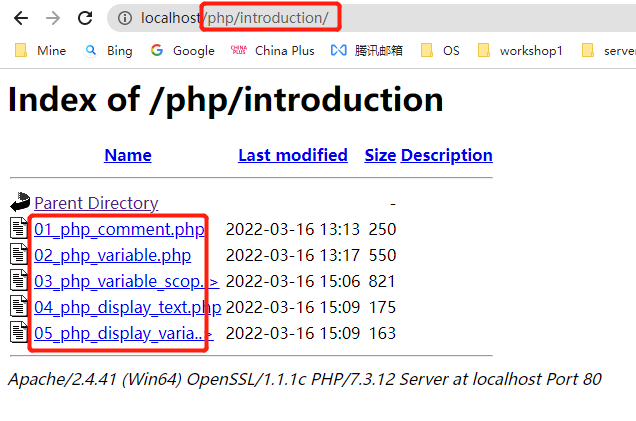 localhost/php/introduction/
Mine Bing Google CHINA PLUS China Plus 腾讯邮箱 OS workshop1 server
Index of /php/introduction
Name Last modified Size Description
Parent Directory -
01_php_comment.php 2022-03-16 13:13 250
02_php_variable.php 2022-03-16 13:17 550
03_php_variable_scop..> 2022-03-16 15:06 821
04_php_display_text.php 2022-03-16 15:09 175
05_php_display_varia..> 2022-03-16 15:09 163
Apache/2.4.41 (Win64) OpenSSL/1.1.1c PHP/7.3.12 Server at localhost Port 80